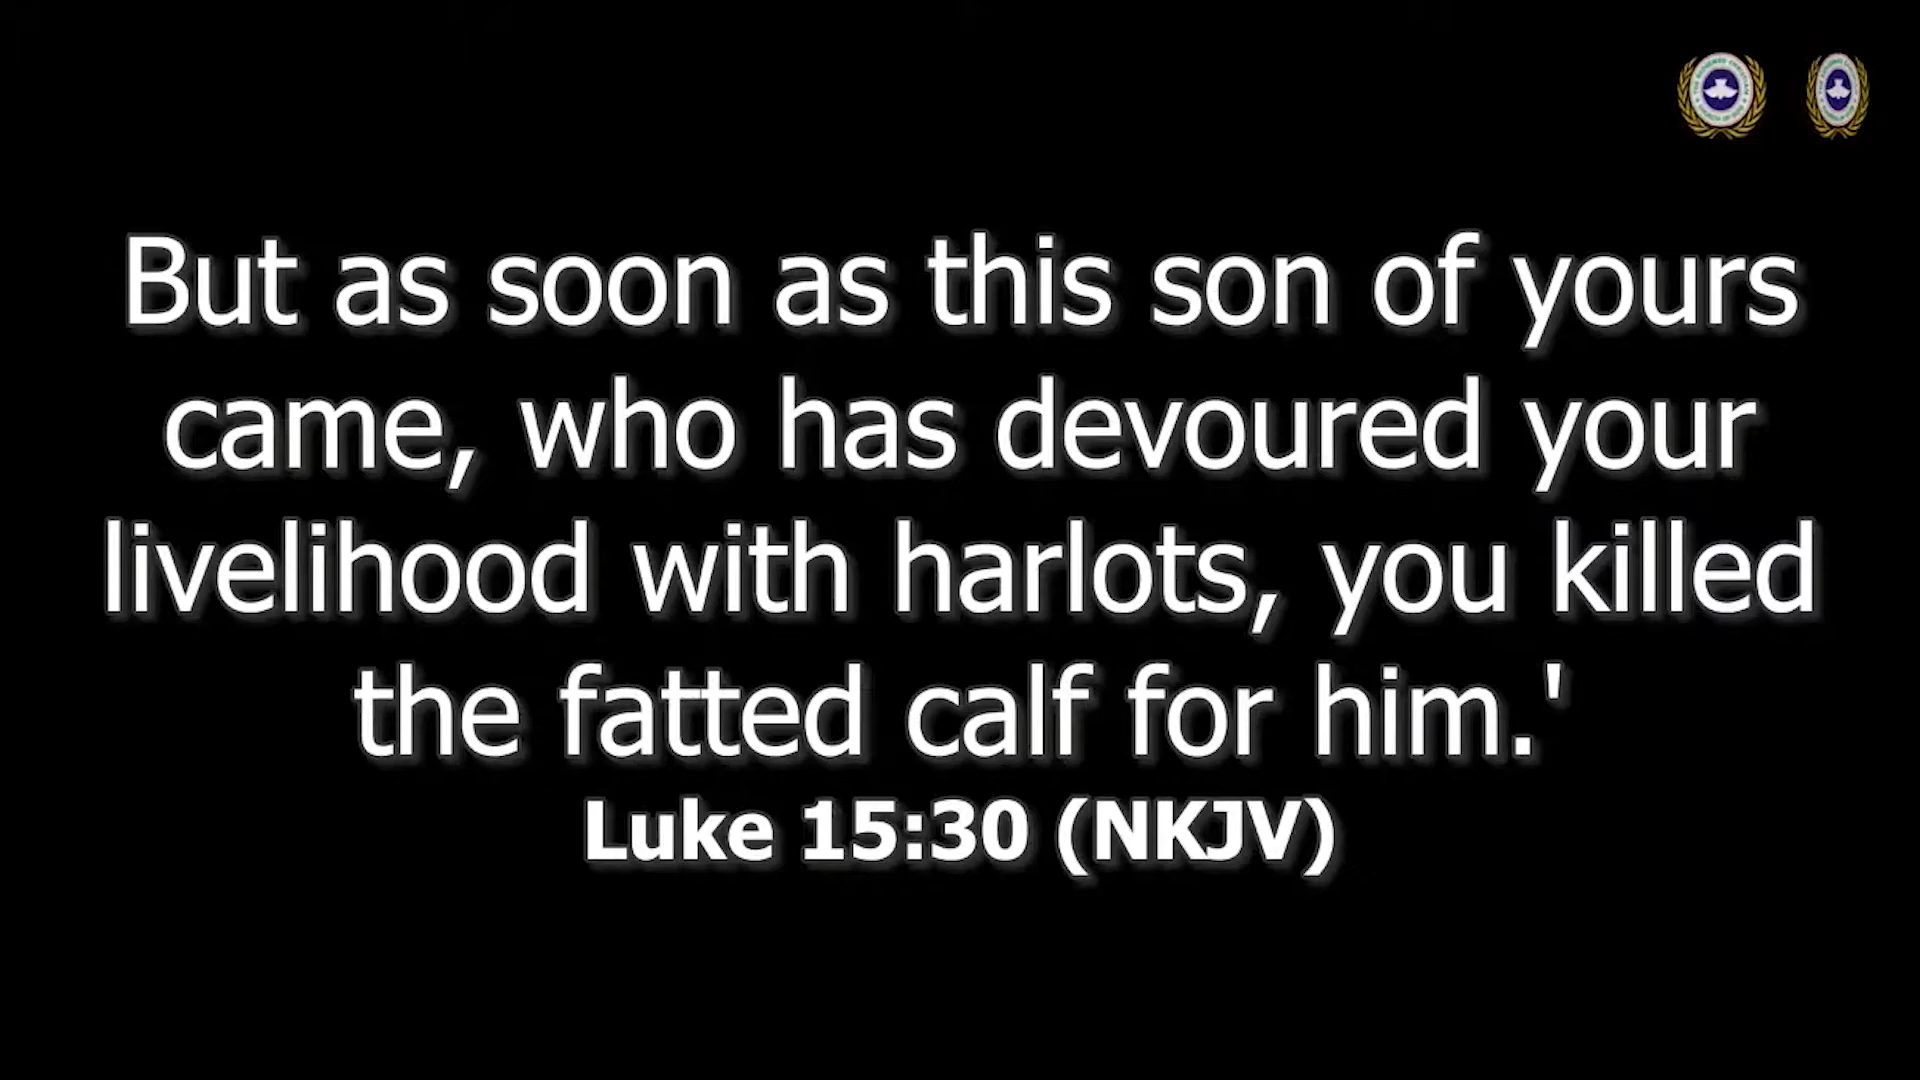 But as soon as this son of yours
came, who has devoured your
livelihood with harlots, you killed
the fatted calf for him.'
Luke 15:30 (NKJV)